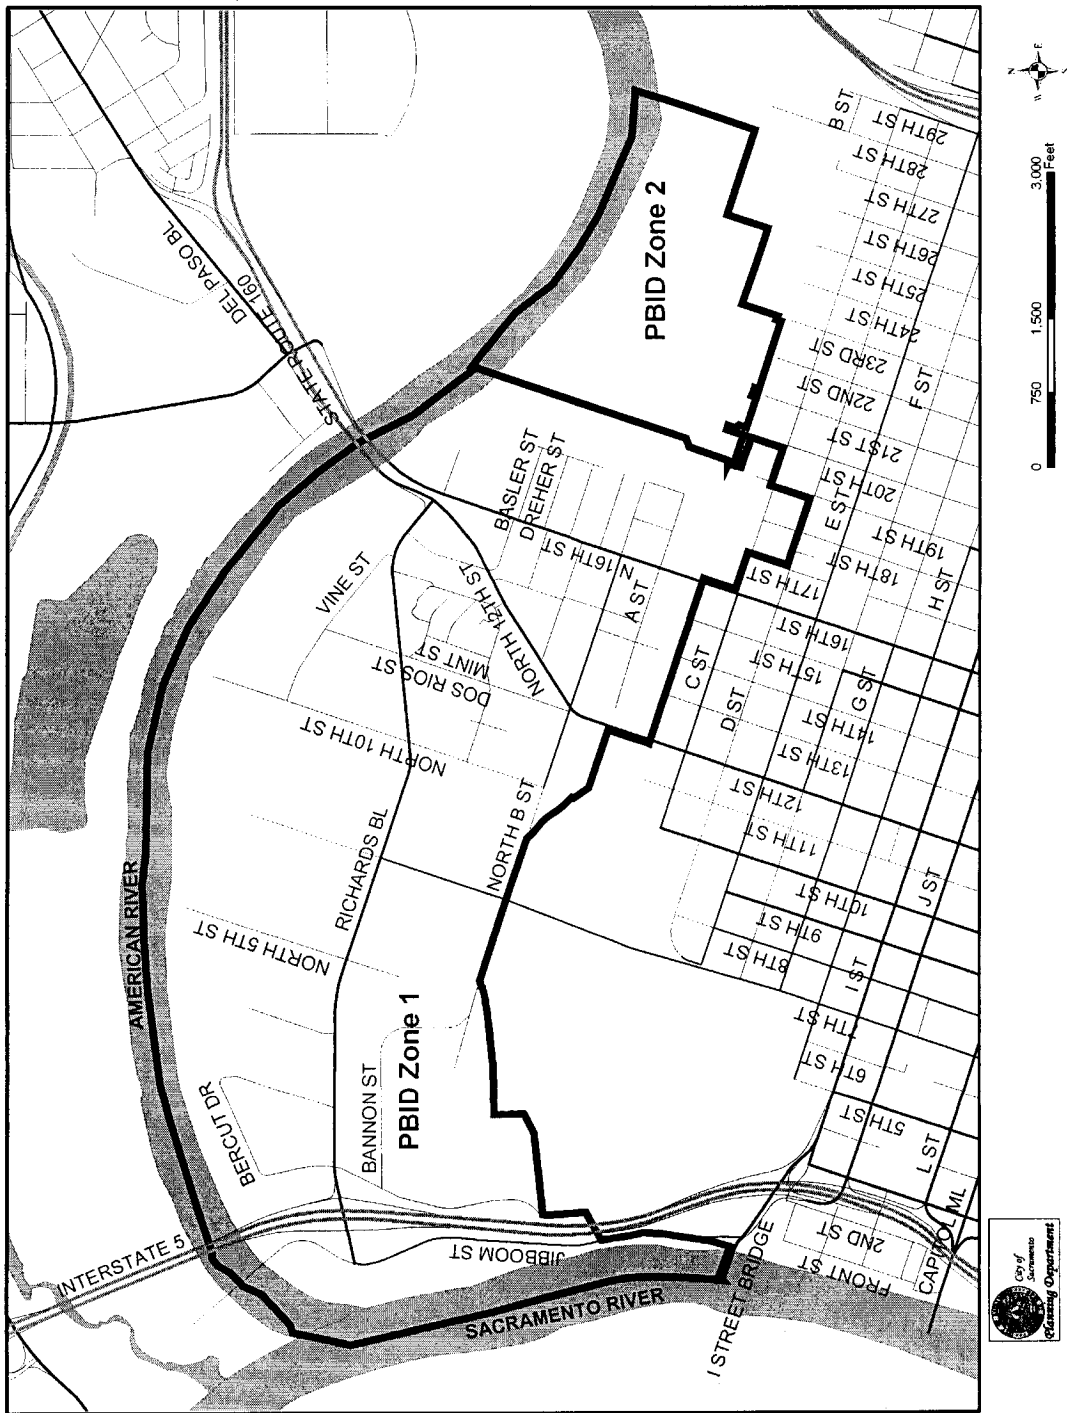 DEL PASO BL
STATE ROUTE 160
AMERICAN RIVER
INTERSTATE 5
BERCUT DR
BANNON ST
PBID Zone 1
RICHARDS BL
NORTH 5TH ST
NORTH 10TH ST
VINE ST
DOS RIOS ST
MINT ST
NORTH 12TH ST
N 16TH ST
BASLER ST
DREHER ST
A ST
NORTH B ST
PBID Zone 2
JIBBOOM ST
SACRAMENTO RIVER
I STREET BRIDGE
FRONT ST
2ND ST
CAPITOL ML
L ST
5TH ST
6TH ST
7TH ST
I ST
8TH ST
9TH ST
10TH ST
J ST
11TH ST
12TH ST
13TH ST
14TH ST
G ST
15TH ST
16TH ST
C ST
D ST
17TH ST
18TH ST
19TH ST
H ST
E ST
20TH ST
21ST ST
22ND ST
23RD ST
F ST
24TH ST
25TH ST
26TH ST
27TH ST
28TH ST
29TH ST
B ST
N
E
S
W
0 750 1,500 3,000
Feet
City of
Sacramento
Planning Department